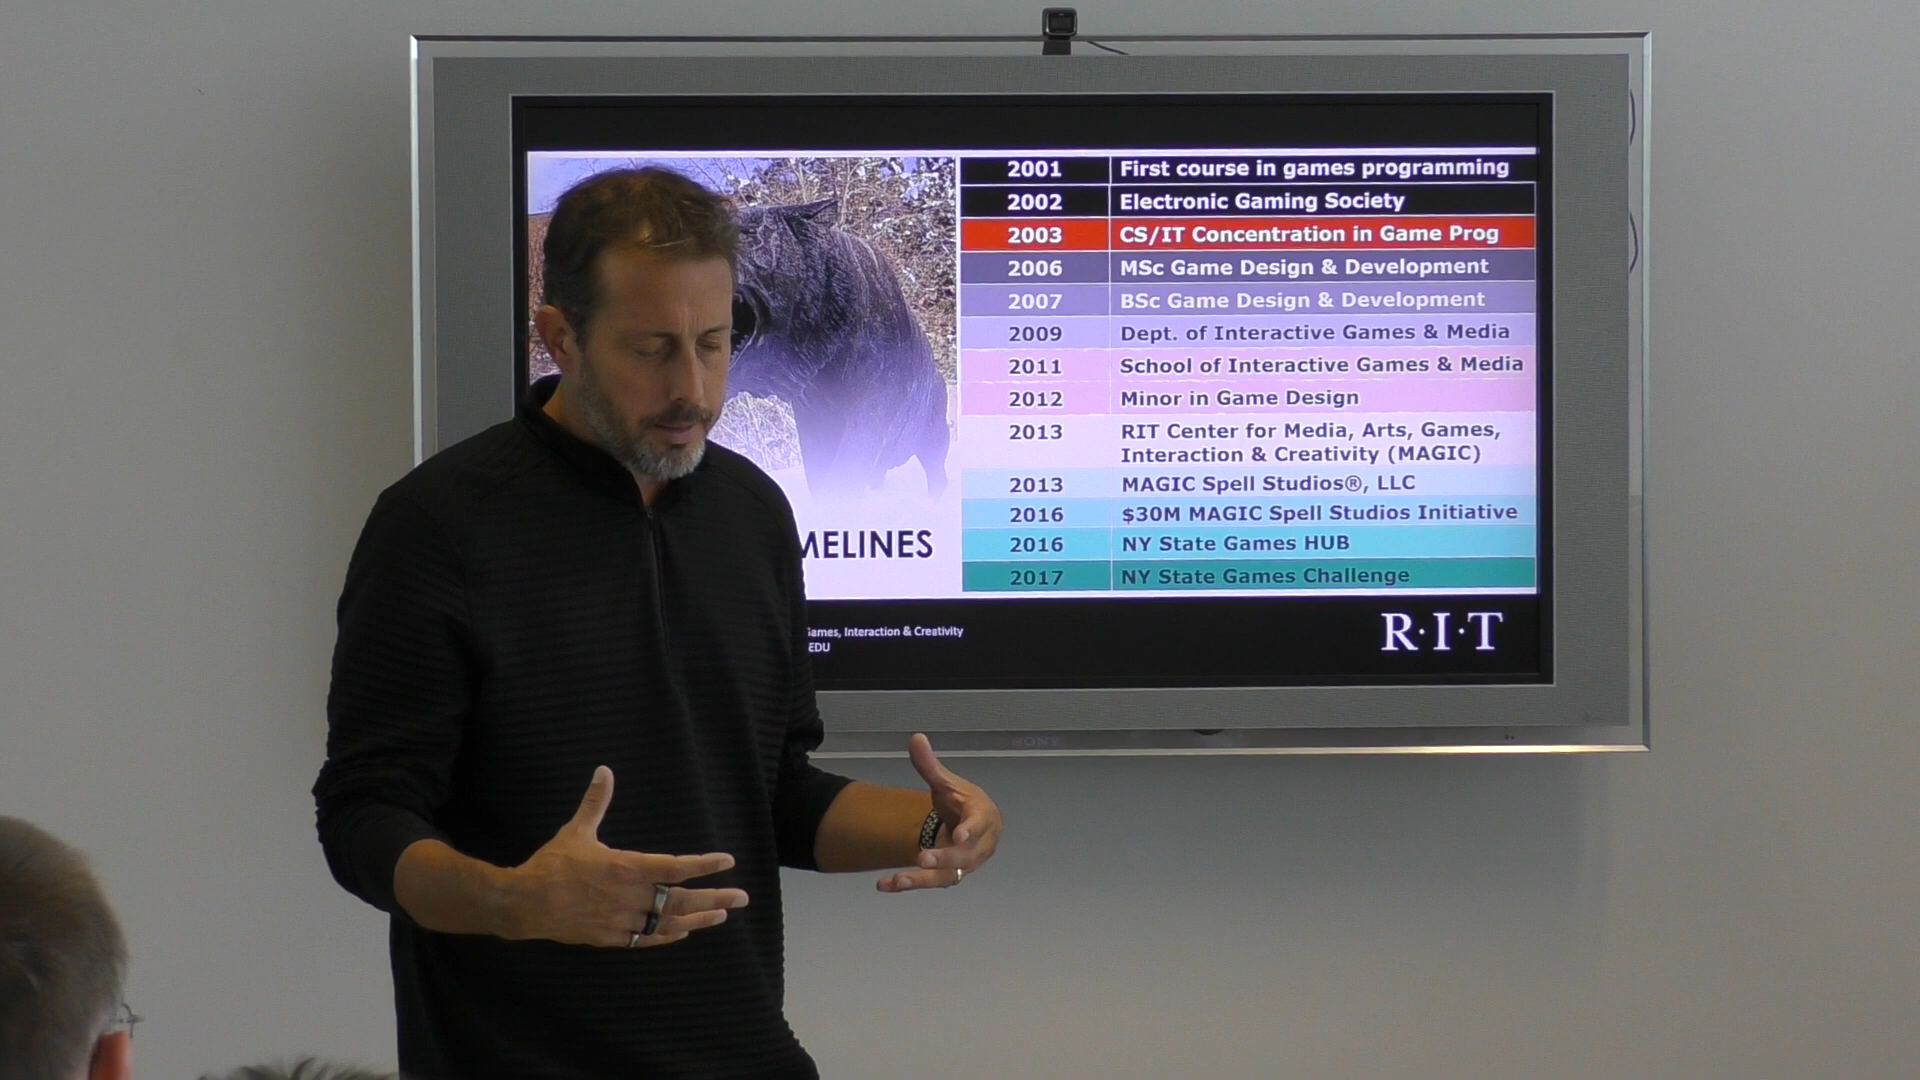 2001 First course in games programming
2002 Electronic Gaming Society
2003 CS/IT Concentration in Game Prog
2006 MSc Game Design & Development
2007 BSc Game Design & Development
2009 Dept. of Interactive Games & Media
2011 School of Interactive Games & Media
2012 Minor in Game Design
2013 RIT Center for Media, Arts, Games,
Interaction & Creativity (MAGIC)
2013 MAGIC Spell Studios®, LLC
2016 $30M MAGIC Spell Studios Initiative
2016 NY State Games HUB
2017 NY State Games Challenge
MELINES
Games, Interaction & Creativity
EDU
R·I·T
SONY